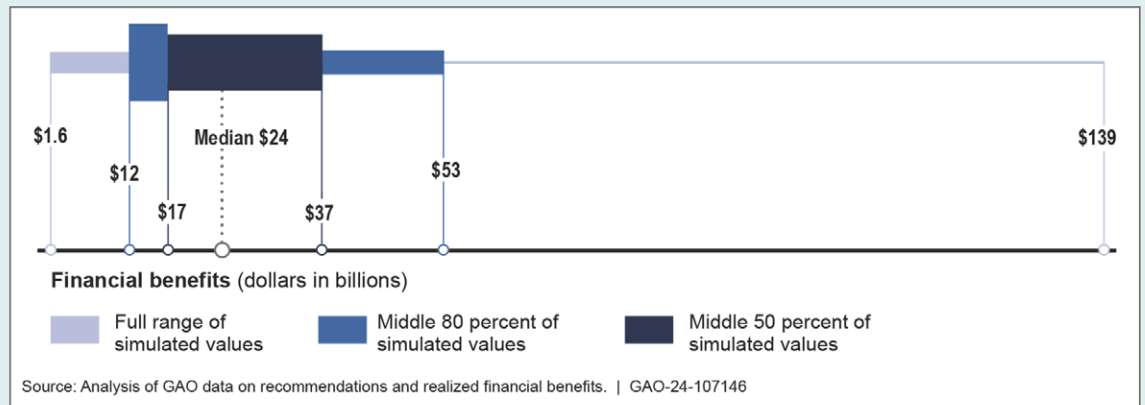 $1.6
Median $24
$139
$12
$53
$17
$37
Financial benefits (dollars in billions)
Full range of
simulated values
Middle 80 percent of
simulated values
Middle 50 percent of
simulated values
Source: Analysis of GAO data on recommendations and realized financial benefits. | GAO-24-107146